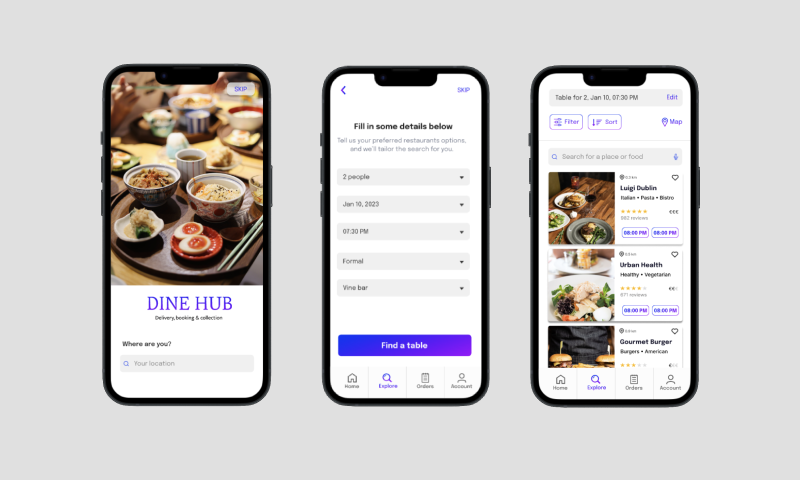 SKIP
DINE HUB
Delivery, booking & collection
Where are you?
Your location
SKIP
Fill in some details below
Tell us your preferred restaurants options,
and we'll tailor the search for you.
2 people
Jan 10, 2023
07:30 PM
Formal
Vine bar
Find a table
Home
Explore
Orders
Account
Table for 2, Jan 10, 07:30 PM
Edit
Filter
Sort
Map
Search for a place or food
Luigi Dublin
Italian • Pasta • Bistro
€€€
982 reviews
08:00 PM
08:00 PM
Urban Health
Healthy • Vegetarian
€€€
871 reviews
08:00 PM
08:00 PM
Gourmet Burger
Burgers • American
Home
Explore
Orders
Account